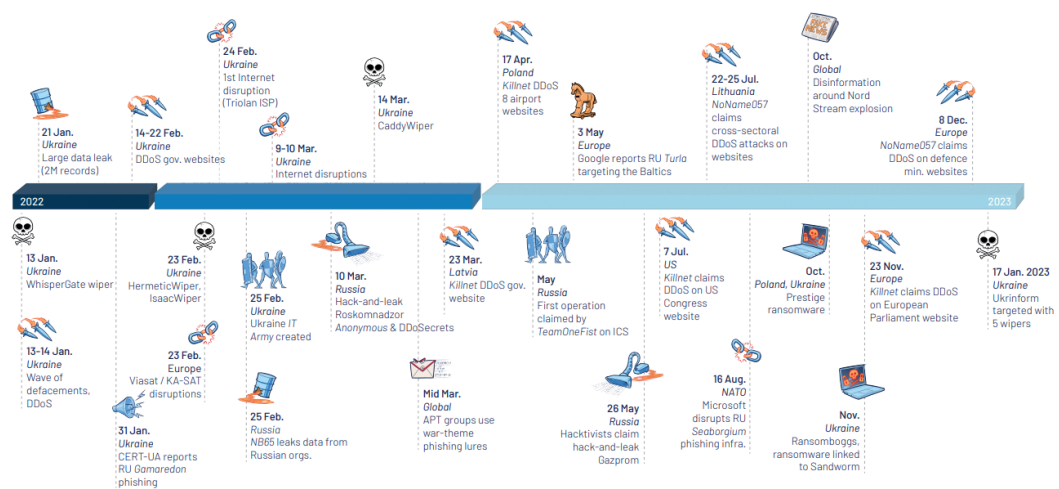 24 Feb.
Ukraine
1st Internet
disruption
(Triolan ISP)
17 Apr.
Poland
Killnet DDoS
8 airport
websites
Oct.
Global
Disinformation
around Nord
Stream explosion
FAKE
NEWS
22-25 Jul.
Lithuania
NoName057
claims
cross-sectoral
DDoS attacks on
websites
14 Mar.
Ukraine
CaddyWiper
21 Jan.
Ukraine
Large data leak
(2M records)
14-22 Feb.
Ukraine
DDoS gov. websites
9-10 Mar.
Ukraine
Internet disruptions
3 May
Europe
Google reports RU Turla
targeting the Baltics
8 Dec.
Europe
NoName057 claims
DDoS on defence
min. websites
2022
2023
13 Jan.
Ukraine
WhisperGate wiper
23 Feb.
Ukraine
HermeticWiper,
IsaacWiper
25 Feb.
Ukraine
Ukraine IT
Army created
10 Mar.
Russia
Hack-and-leak
Roskomnadzor
Anonymous & DDoSecrets
23 Mar.
Latvia
Killnet DDoS gov.
website
May
Russia
First operation
claimed by
TeamOneFist on ICS
7 Jul.
US
Killnet claims
DDoS on US
Congress
website
Oct.
Poland, Ukraine
Prestige
ransomware
23 Nov.
Europe
Killnet claims DDoS
on European
Parliament website
17 Jan. 2023
Ukraine
Ukrinform
targeted with
5 wipers
13-14 Jan.
Ukraine
Wave of
defacements,
DDoS
31 Jan.
Ukraine
CERT-UA reports
RU Gamaredon
phishing
23 Feb.
Europe
Viasat / KA-SAT
disruptions
25 Feb.
Russia
NB65 leaks data from
Russian orgs.
Mid Mar.
Global
APT groups use
war-theme
phishing lures
26 May
Russia
Hacktivists claim
hack-and-leak
Gazprom
16 Aug.
NATO
Microsoft
disrupts RU
Seaborgium
phishing infra.
Nov.
Ukraine
Ransomboggs,
ransomware linked
to Sandworm